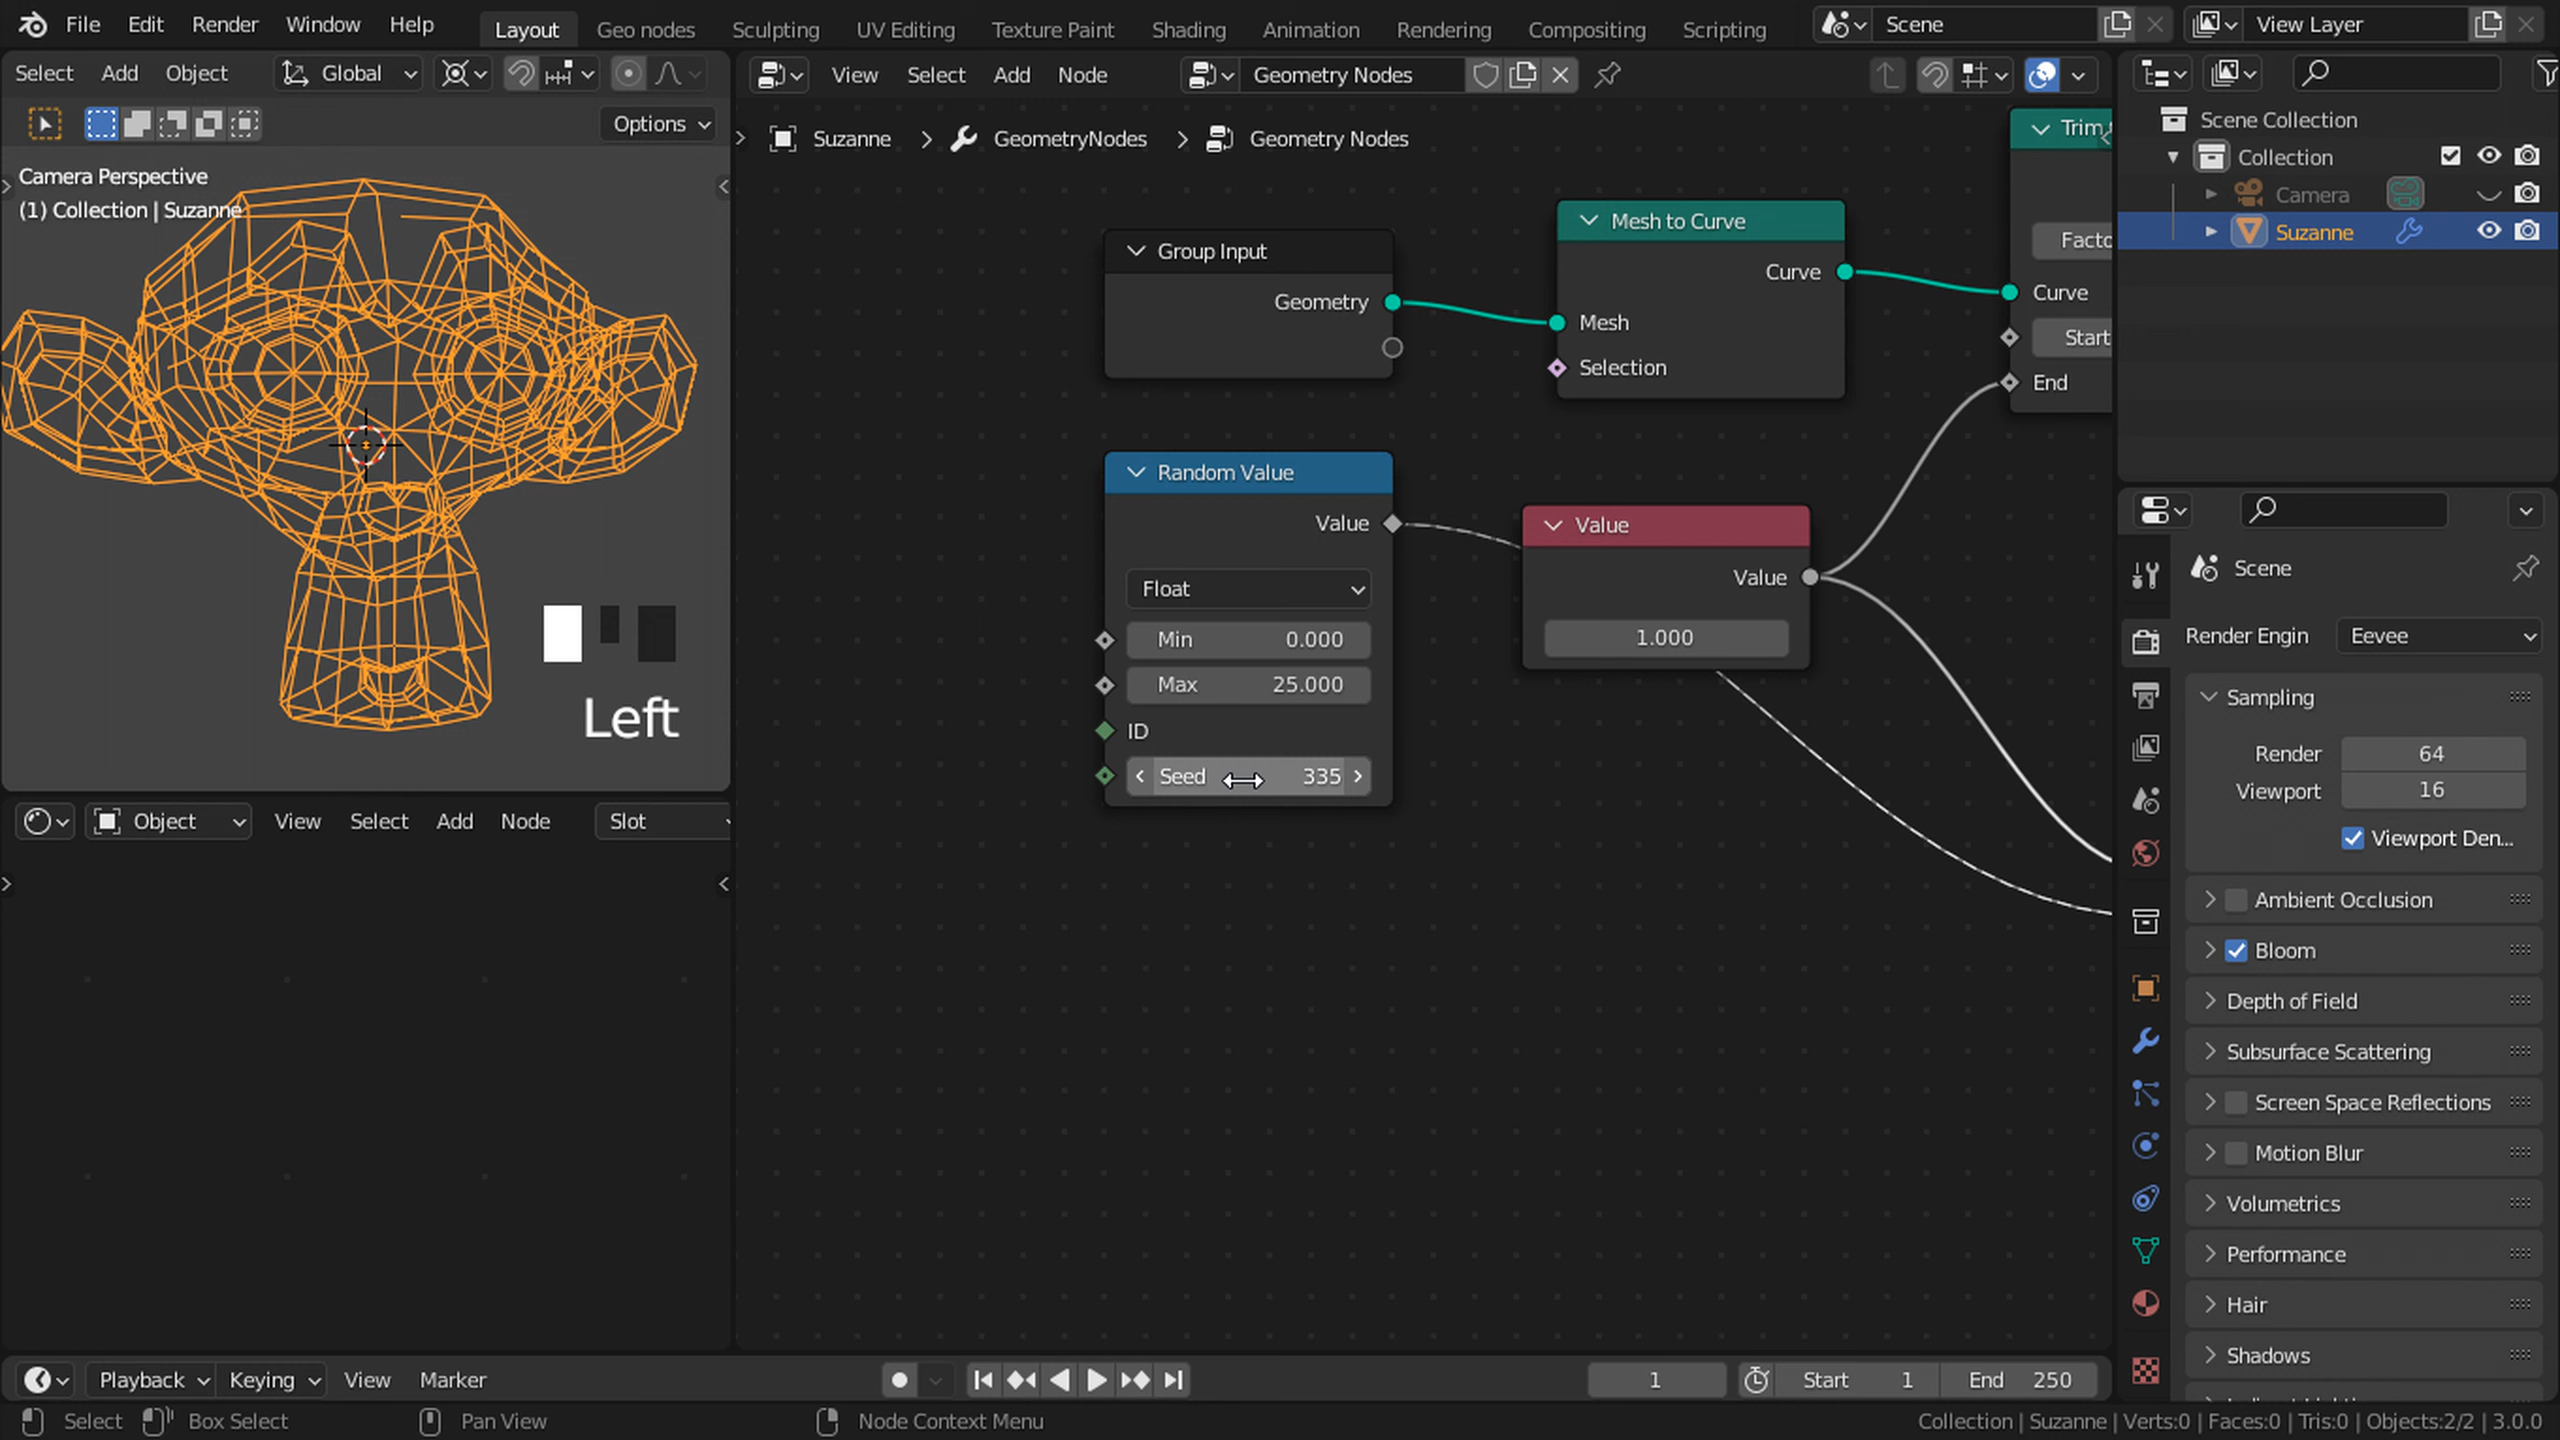 File Edit Render Window Help Layout Geo nodes Sculpting UV Editing Texture Paint Shading Animation Rendering Compositing Scripting Scene View Layer
Select Add Object Global
View Select Add Node Geometry Nodes
Options
Suzanne GeometryNodes Geometry Nodes
Camera Perspective
(1) Collection | Suzanne
Left
Group Input
Geometry
Mesh to Curve
Curve
Mesh
Selection
Trim
Facto
Curve
Start
End
Random Value
Value
Float
Min 0.000
Max 25.000
ID
Seed 335
Value
Value
1.000
Scene Collection
Collection
Camera
Suzanne
Scene
Render Engin Eevee
Sampling
Render 64
Viewport 16
Viewport Den...
Ambient Occlusion
Bloom
Depth of Field
Subsurface Scattering
Screen Space Reflections
Motion Blur
Volumetrics
Performance
Hair
Shadows
Object View Select Add Node Slot
Playback Keying View Marker 1 Start 1 End 250
Select Box Select Pan View Node Context Menu Collection | Suzanne | Verts:0 | Faces:0 | Tris:0 | Objects:2/2 | 3.0.0